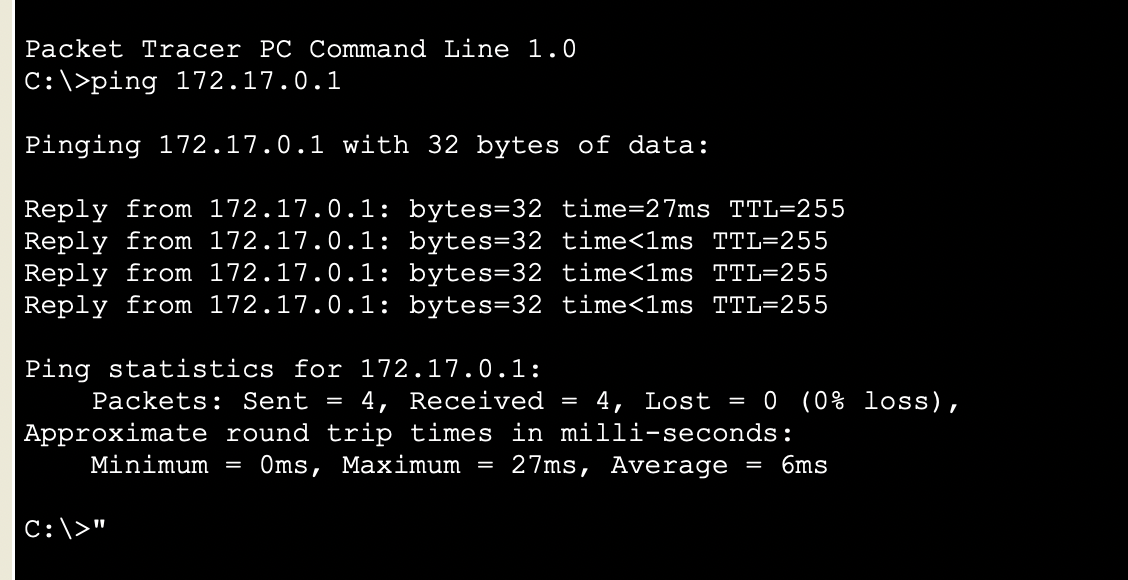 Packet Tracer PC Command Line 1.0
C:\>ping 172.17.0.1
Pinging 172.17.0.1 with 32 bytes of data:
Reply from 172.17.0.1: bytes=32 time=27ms TTL=255
Reply from 172.17.0.1: bytes=32 time<1ms TTL=255
Reply from 172.17.0.1: bytes=32 time<1ms TTL=255
Reply from 172.17.0.1: bytes=32 time<1ms TTL=255
Ping statistics for 172.17.0.1:
    Packets: Sent = 4, Received = 4, Lost = 0 (0% loss),
Approximate round trip times in milli-seconds:
    Minimum = 0ms, Maximum = 27ms, Average = 6ms
C:\>"